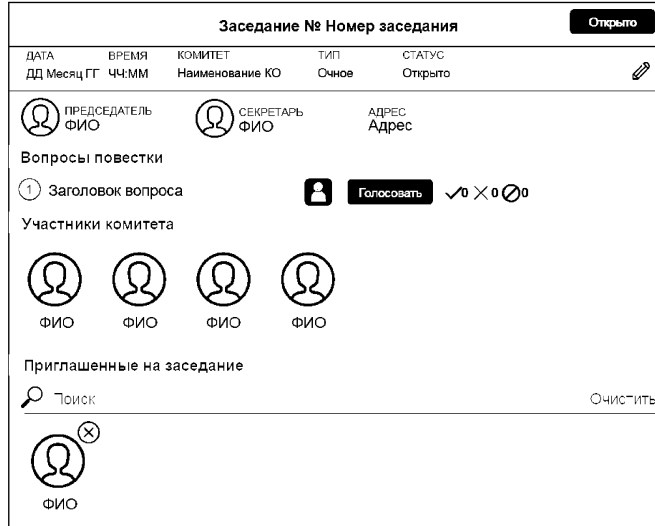 Заседание № Номер заседания
Открыто
ДАТА ВРЕМЯ КОМИТЕТ ТИП СТАТУС
ДД Месяц ГГ ЧЧ:ММ Наименование КО Очное Открыто
ПРЕДСЕДАТЕЛЬ СЕКРЕТАРЬ АДРЕС
ФИО ФИО Адрес
Вопросы повестки
1 Заголовок вопроса Голосовать 0 0 0
Участники комитета
ФИО ФИО ФИО ФИО
Приглашенные на заседание
Поиск Очистить
ФИО